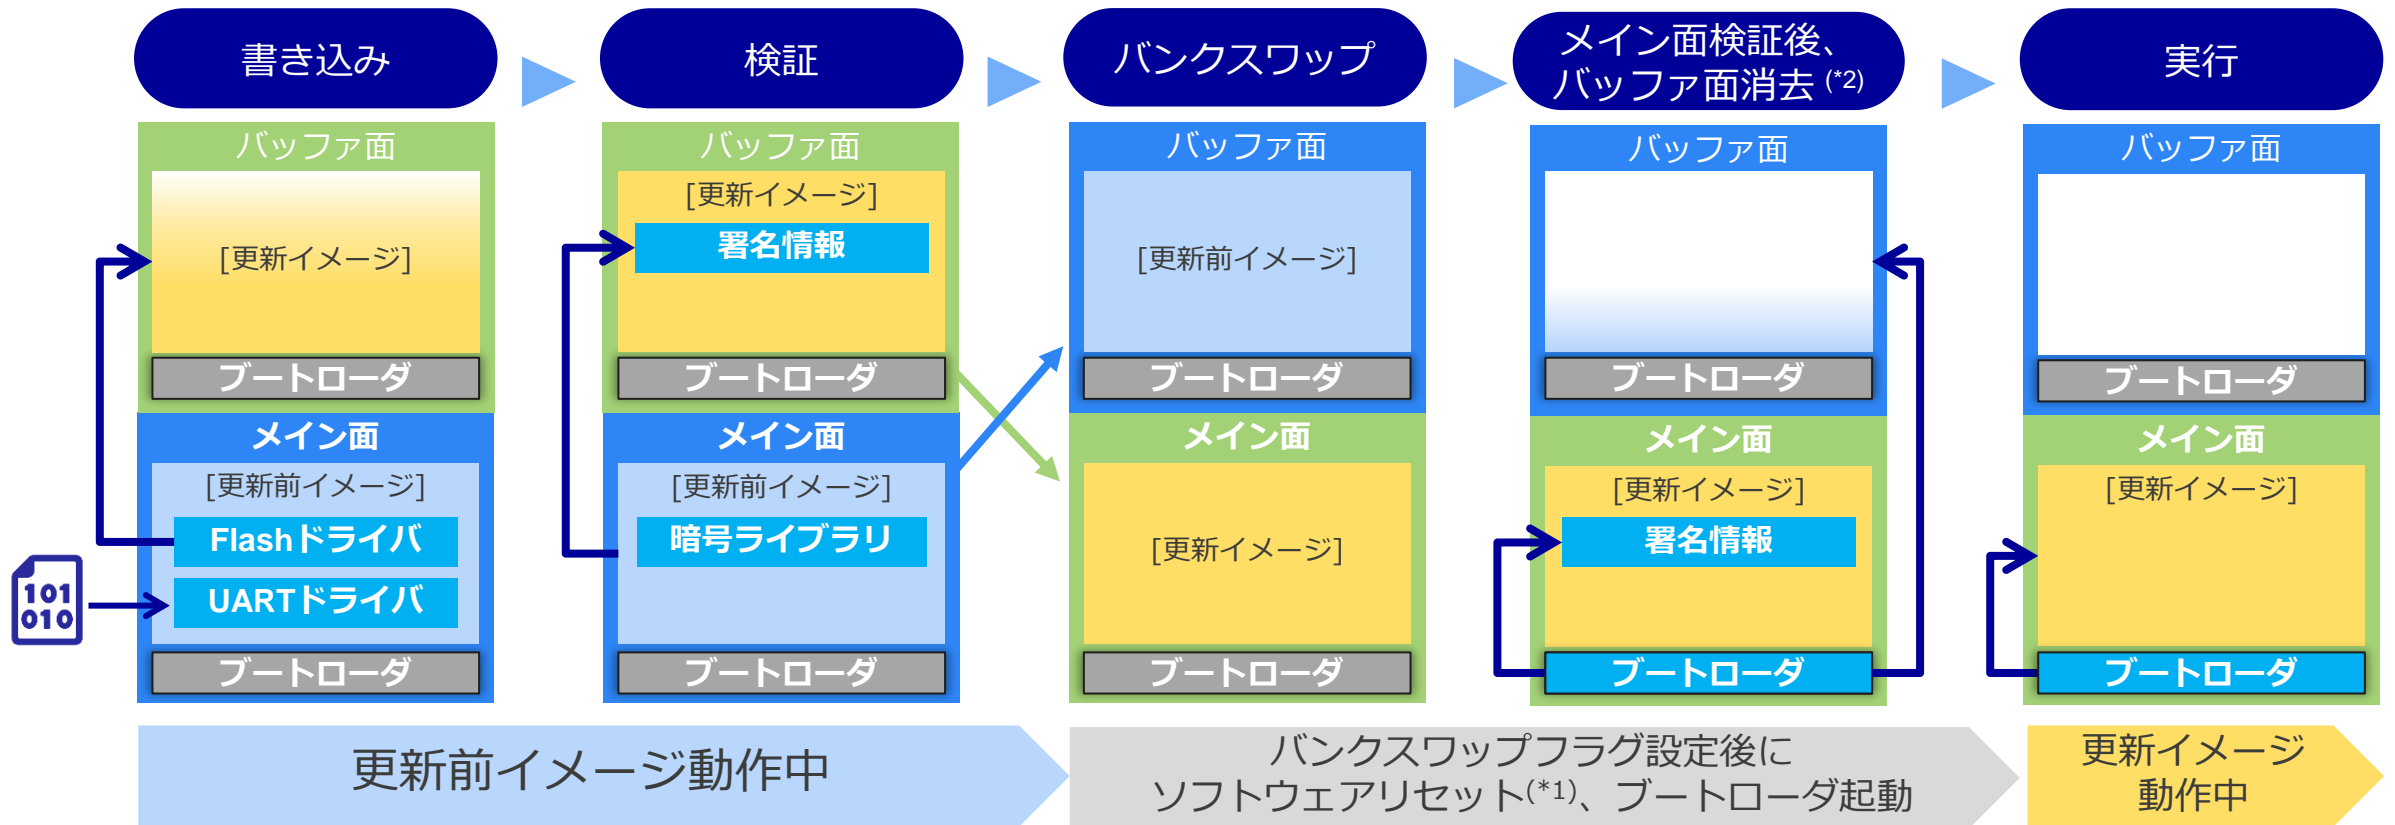 書き込み
検証
バンクスワップ
メイン面検証後、
バッファ面消去 (*2)
実行
バッファ面
[更新イメージ]
ブートローダ
メイン面
[更新前イメージ]
Flashドライバ
UARTドライバ
ブートローダ
101
010
バッファ面
[更新イメージ]
署名情報
ブートローダ
メイン面
[更新前イメージ]
暗号ライブラリ
ブートローダ
バッファ面
[更新前イメージ]
ブートローダ
メイン面
[更新イメージ]
ブートローダ
バッファ面
ブートローダ
メイン面
[更新イメージ]
署名情報
ブートローダ
バッファ面
ブートローダ
メイン面
[更新イメージ]
ブートローダ
更新前イメージ動作中
バンクスワップフラグ設定後に
ソフトウェアリセット(*1)、ブートローダ起動
更新イメージ
動作中